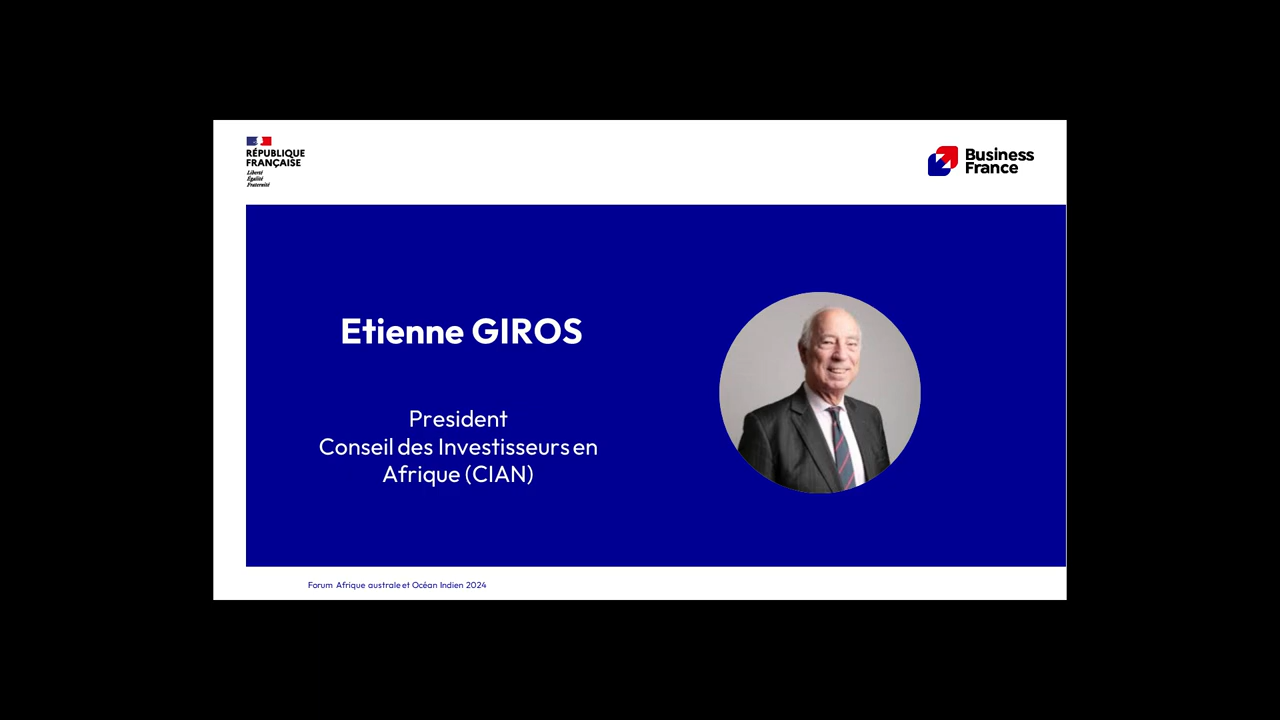 RÉPUBLIQUE
FRANÇAISE
Liberté
Égalité
Fraternité
Business
France
Etienne GIROS
President
Conseil des Investisseurs en
Afrique (CIAN)
Forum Afrique australe et Océan Indien 2024